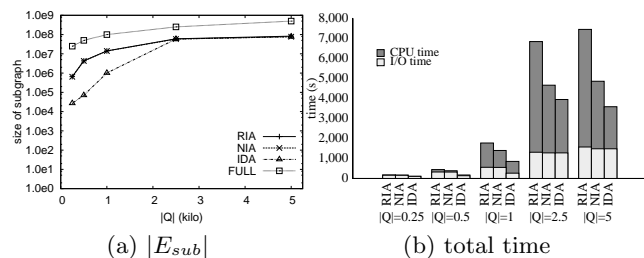 1.0e9
1.0e8
1.0e7
1.0e6
1.0e5
1.0e4
1.0e3
1.0e2
1.0e1
1.0e0
size of subgraph
RIA
NIA
IDA
FULL
0 1 2 3 4 5
|Q| (kilo)
(a) |E_sub|
8,000
7,000
6,000
5,000
4,000
3,000
2,000
1,000
0
time (s)
CPU time
I/O time
RIA NIA IDA RIA NIA IDA RIA NIA IDA RIA NIA IDA RIA NIA IDA
|Q|=0.25 |Q|=0.5 |Q|=1 |Q|=2.5 |Q|=5
(b) total time